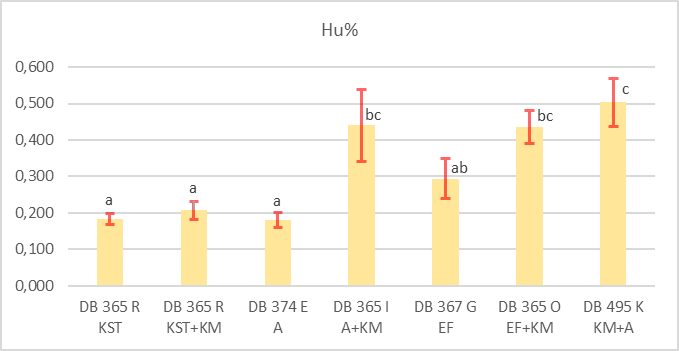 Hu%
0,600
0,500
0,400
0,300
0,200
0,100
0,000
a
a
a
bc
ab
bc
c
DB 365 R DB 365 R DB 374 E DB 365 I DB 367 G DB 365 O DB 495 K
KST KST+KM A A+KM EF EF+KM KM+A